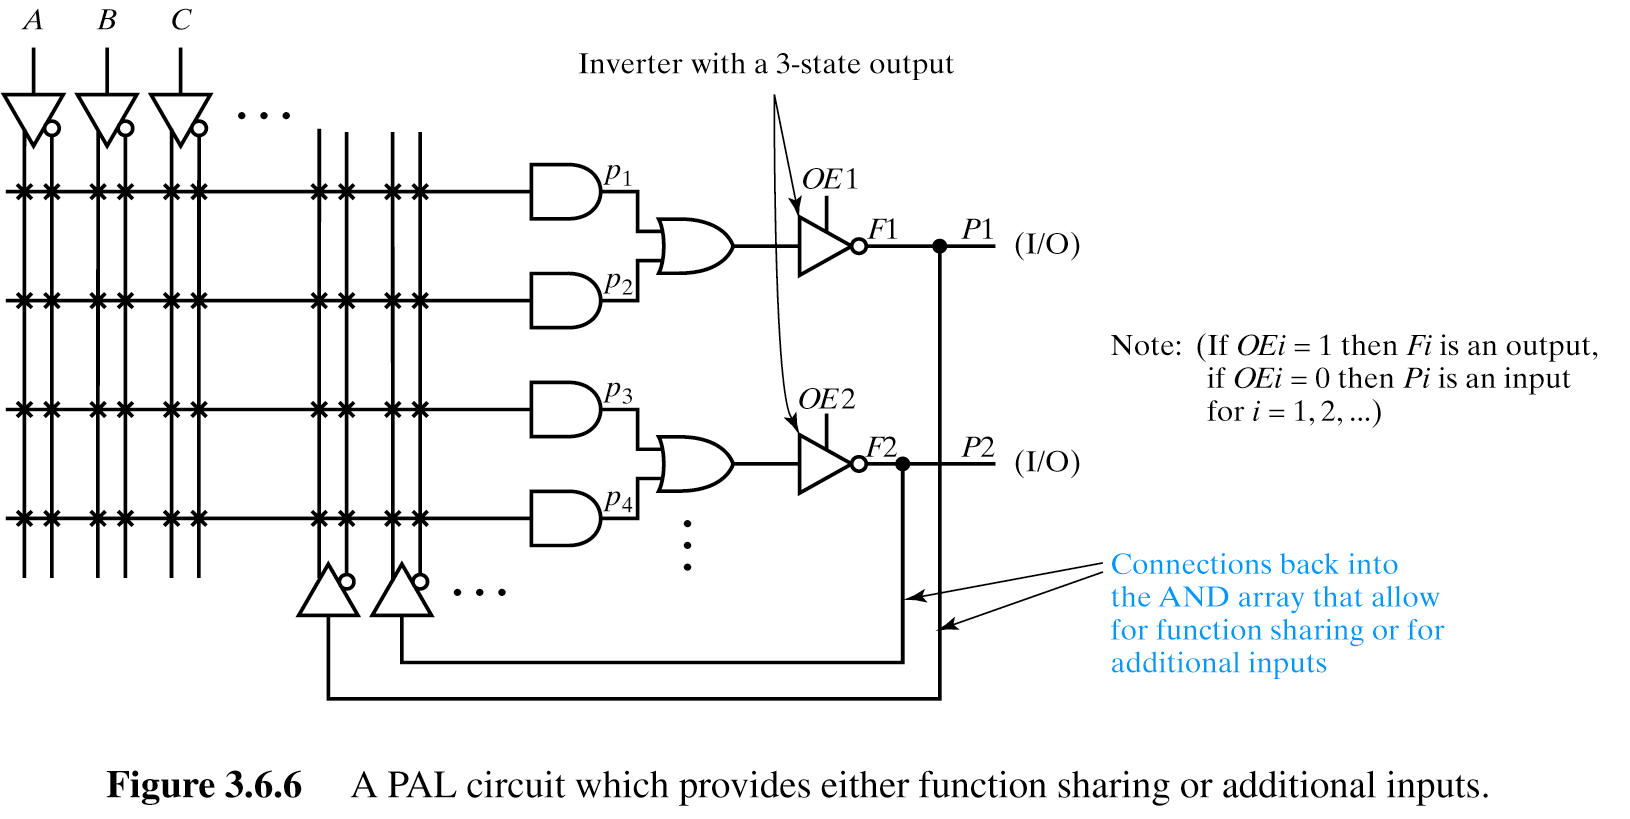 A B C
Inverter with a 3-state output
p1
OE1
F1 P1 (I/O)
p2
Note: (If OEi = 1 then Fi is an output,
if OEi = 0 then Pi is an input
for i = 1, 2, ...)
p3
OE2
F2 P2 (I/O)
p4
Connections back into
the AND array that allow
for function sharing or for
additional inputs
Figure 3.6.6 A PAL circuit which provides either function sharing or additional inputs.